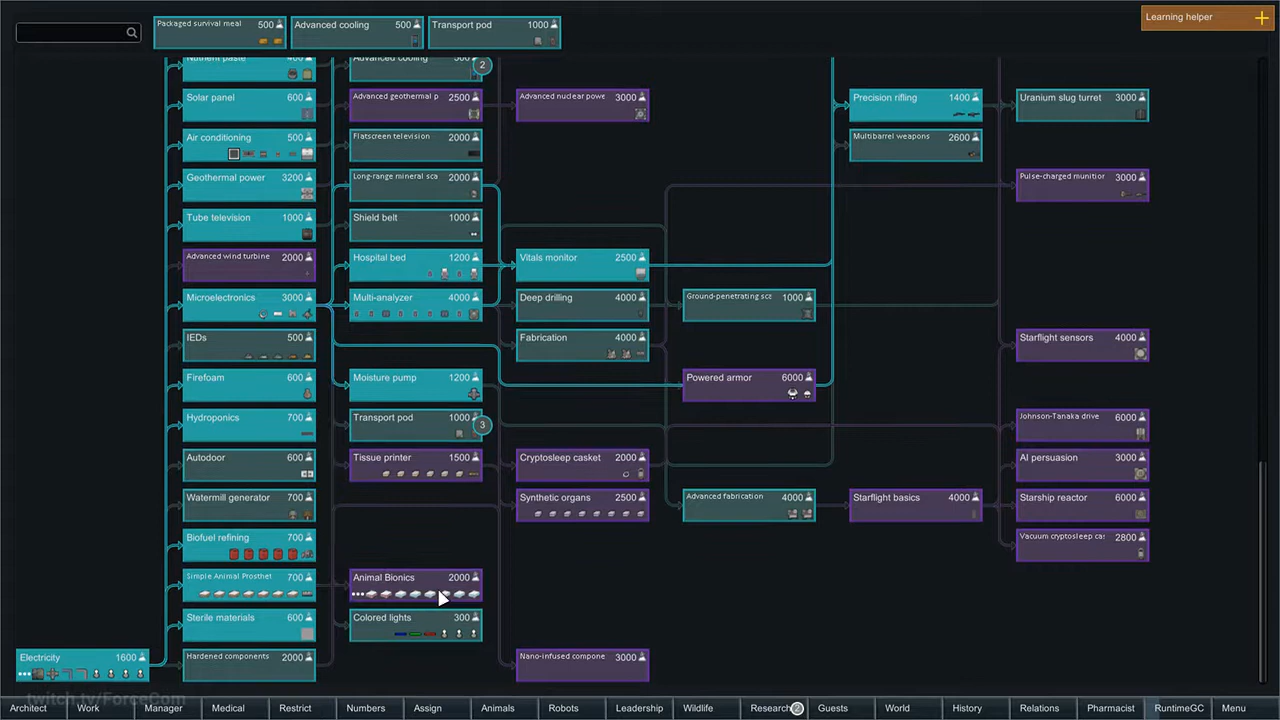 Packaged survival meal 500
Advanced cooling 500
Transport pod 1000
Learning helper
Nutrient paste 400
Advanced cooling 500
2
Solar panel 600
Advanced geothermal p 2500
Advanced nuclear powe 3000
Precision rifling 1400
Uranium slug turret 3000
Air conditioning 500
Flatscreen television 2000
Multibarrel weapons 2600
Geothermal power 3200
Long-range mineral sca 2000
Pulse-charged munitior 3000
Tube television 1000
Shield belt 1000
Advanced wind turbine 2000
Hospital bed 1200
Vitals monitor 2500
Microelectronics 3000
Multi-analyzer 4000
Deep drilling 4000
Ground-penetrating sca 1000
IEDs 500
Fabrication 4000
Starflight sensors 4000
Firefoam 600
Moisture pump 1200
Powered armor 6000
Hydroponics 700
Transport pod 1000
3
Johnson-Tanaka drive 6000
Autodoor 600
Tissue printer 1500
Cryptosleep casket 2000
AI persuasion 3000
Watermill generator 700
Synthetic organs 2500
Advanced fabrication 4000
Starflight basics 4000
Starship reactor 6000
Biofuel refining 700
Vacuum cryptosleep cas 2800
Simple Animal Prosthet 700
Animal Bionics 2000
Sterile materials 600
Colored lights 300
Electricity 1600
Hardened components 2000
Nano-infused compone 3000
twitch.tv/ForceCom
Architect Work Manager Medical Restrict Numbers Assign Animals Robots Leadership Wildlife Research 2 Guests World History Relations Pharmacist RuntimeGC